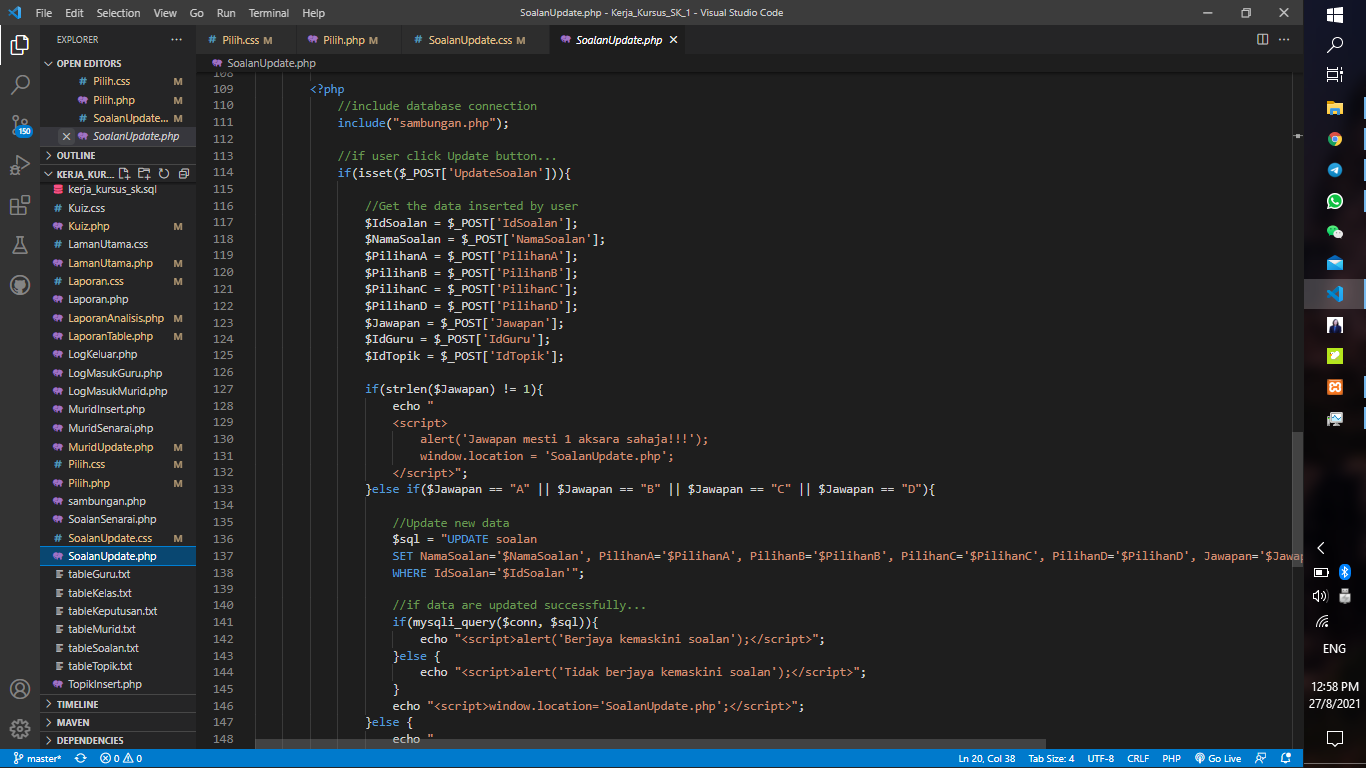 File Edit Selection View Go Run Terminal Help
SoalanUpdate.php - Kerja_Kursus_SK_1 - Visual Studio Code
EXPLORER
OPEN EDITORS
# Pilih.css M
Pilih.php M
# SoalanUpdate... M
SoalanUpdate.php
OUTLINE
KERJA_KUR...
kerja_kursus_sk.sql
# Kuiz.css
Kuiz.php M
# LamanUtama.css
LamanUtama.php M
# Laporan.css M
Laporan.php
LaporanAnalisis.php M
LaporanTable.php M
LogKeluar.php
LogMasukGuru.php
LogMasukMurid.php
MuridInsert.php
MuridSenarai.php
MuridUpdate.php M
# Pilih.css M
Pilih.php M
sambungan.php
SoalanSenarai.php
# SoalanUpdate.css M
SoalanUpdate.php
tableGuru.txt
tableKelas.txt
tableKeputusan.txt
tableMurid.txt
tableSoalan.txt
tableTopik.txt
TopikInsert.php
TIMELINE
MAVEN
DEPENDENCIES
150
# Pilih.css M
Pilih.php M
# SoalanUpdate.css M
SoalanUpdate.php
SoalanUpdate.php
108
109 <?php
110 //include database connection
111 include("sambungan.php");
112
113 //if user click Update button...
114 if(isset($_POST['UpdateSoalan'])){
115
116 //Get the data inserted by user
117 $IdSoalan = $_POST['IdSoalan'];
118 $NamaSoalan = $_POST['NamaSoalan'];
119 $PilihanA = $_POST['PilihanA'];
120 $PilihanB = $_POST['PilihanB'];
121 $PilihanC = $_POST['PilihanC'];
122 $PilihanD = $_POST['PilihanD'];
123 $Jawapan = $_POST['Jawapan'];
124 $IdGuru = $_POST['IdGuru'];
125 $IdTopik = $_POST['IdTopik'];
126
127 if(strlen($Jawapan) != 1){
128 echo "
129 <script>
130 alert('Jawapan mesti 1 aksara sahaja!!!');
131 window.location = 'SoalanUpdate.php';
132 </script>";
133 }else if($Jawapan == "A" || $Jawapan == "B" || $Jawapan == "C" || $Jawapan == "D"){
134
135 //Update new data
136 $sql = "UPDATE soalan
137 SET NamaSoalan='$NamaSoalan', PilihanA='$PilihanA', PilihanB='$PilihanB', PilihanC='$PilihanC', PilihanD='$PilihanD', Jawapan='$Jawap
138 WHERE IdSoalan='$IdSoalan'";
139
140 //if data are updated successfully...
141 if(mysqli_query($conn, $sql)){
142 echo "<script>alert('Berjaya kemaskini soalan');</script>";
143 }else {
144 echo "<script>alert('Tidak berjaya kemaskini soalan');</script>";
145 }
146 echo "<script>window.location='SoalanUpdate.php';</script>";
147 }else {
148 echo "
master* 0 0
Ln 20, Col 38 Tab Size: 4 UTF-8 CRLF PHP Go Live
ENG
12:58 PM
27/8/2021